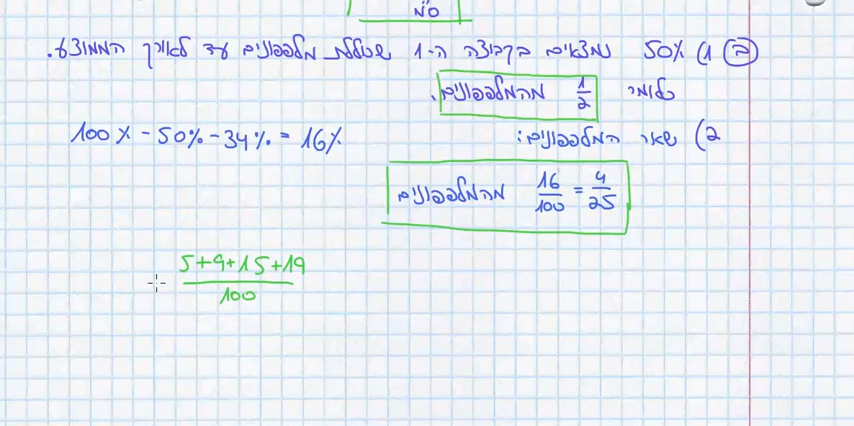 ס"מ
ב) 1) 50% נמצאים בקבוצה ה-1 שכוללת מלפפונים עד לאורך הממוצע.
כלומר 1/2 מהמלפפונים.
2) שאר המלפפונים: 100% - 50% - 34% = 16%
16/100 = 4/25 מהמלפפונים
5+9+15+19
100